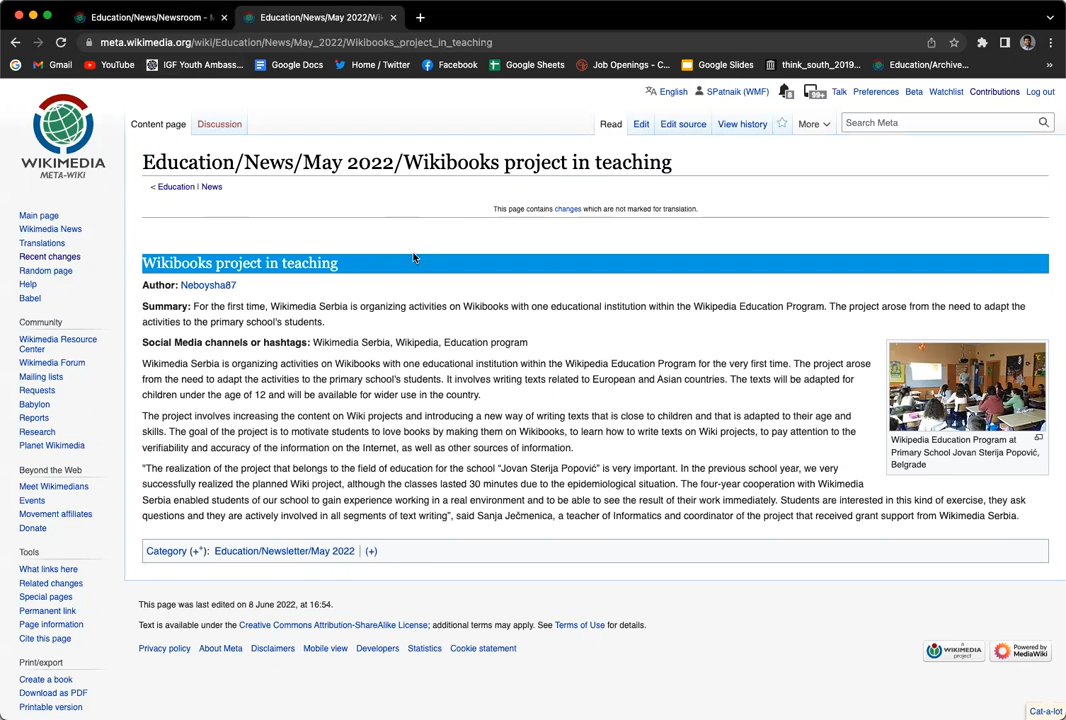 Education/News/Newsroom - M
Education/News/May 2022/Wi
meta.wikimedia.org/wiki/Education/News/May_2022/Wikibooks_project_in_teaching
Gmail YouTube IGF Youth Ambass... Google Docs Home / Twitter Facebook Google Sheets Job Openings - C... Google Slides think_south_2019... Education/Archive... »
English SPatnaik (WMF) 8 99+ Talk Preferences Beta Watchlist Contributions Log out
Content page Discussion Read Edit Edit source View history More Search Meta
WIKIMEDIA
META-WIKI
Education/News/May 2022/Wikibooks project in teaching
< Education | News
This page contains changes which are not marked for translation.
Main page
Wikimedia News
Translations
Recent changes
Random page
Help
Babel
Community
Wikimedia Resource
Center
Wikimedia Forum
Mailing lists
Requests
Babylon
Reports
Research
Planet Wikimedia
Beyond the Web
Meet Wikimedians
Events
Movement affiliates
Donate
Tools
What links here
Related changes
Special pages
Permanent link
Page information
Cite this page
Print/export
Create a book
Download as PDF
Printable version
Wikibooks project in teaching
Author: Neboysha87
Summary: For the first time, Wikimedia Serbia is organizing activities on Wikibooks with one educational institution within the Wikipedia Education Program. The project arose from the need to adapt the
activities to the primary school's students.
Social Media channels or hashtags: Wikimedia Serbia, Wikipedia, Education program
Wikimedia Serbia is organizing activities on Wikibooks with one educational institution within the Wikipedia Education Program for the very first time. The project arose
from the need to adapt the activities to the primary school's students. It involves writing texts related to European and Asian countries. The texts will be adapted for
children under the age of 12 and will be available for wider use in the country.
The project involves increasing the content on Wiki projects and introducing a new way of writing texts that is close to children and that is adapted to their age and
skills. The goal of the project is to motivate students to love books by making them on Wikibooks, to learn how to write texts on Wiki projects, to pay attention to the
verifiability and accuracy of the information on the Internet, as well as other sources of information.
"The realization of the project that belongs to the field of education for the school “Jovan Sterija Popović” is very important. In the previous school year, we very
successfully realized the planned Wiki project, although the classes lasted 30 minutes due to the epidemiological situation. The four-year cooperation with Wikimedia
Serbia enabled students of our school to gain experience working in a real environment and to be able to see the result of their work immediately. Students are interested in this kind of exercise, they ask
questions and they are actively involved in all segments of text writing”, said Sanja Ječmenica, a teacher of Informatics and coordinator of the project that received grant support from Wikimedia Serbia.
Wikipedia Education Program at
Primary School Jovan Sterija Popović,
Belgrade
Category (+⁺): Education/Newsletter/May 2022 | (+)
This page was last edited on 8 June 2022, at 16:54.
Text is available under the Creative Commons Attribution-ShareAlike License; additional terms may apply. See Terms of Use for details.
Privacy policy About Meta Disclaimers Mobile view Developers Statistics Cookie statement
A WIKIMEDIA project
Powered by MediaWiki
Cat-a-lot